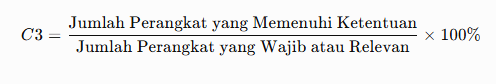 C3 = Jumlah Perangkat yang Memenuhi Ketentuan / Jumlah Perangkat yang Wajib atau Relevan × 100%